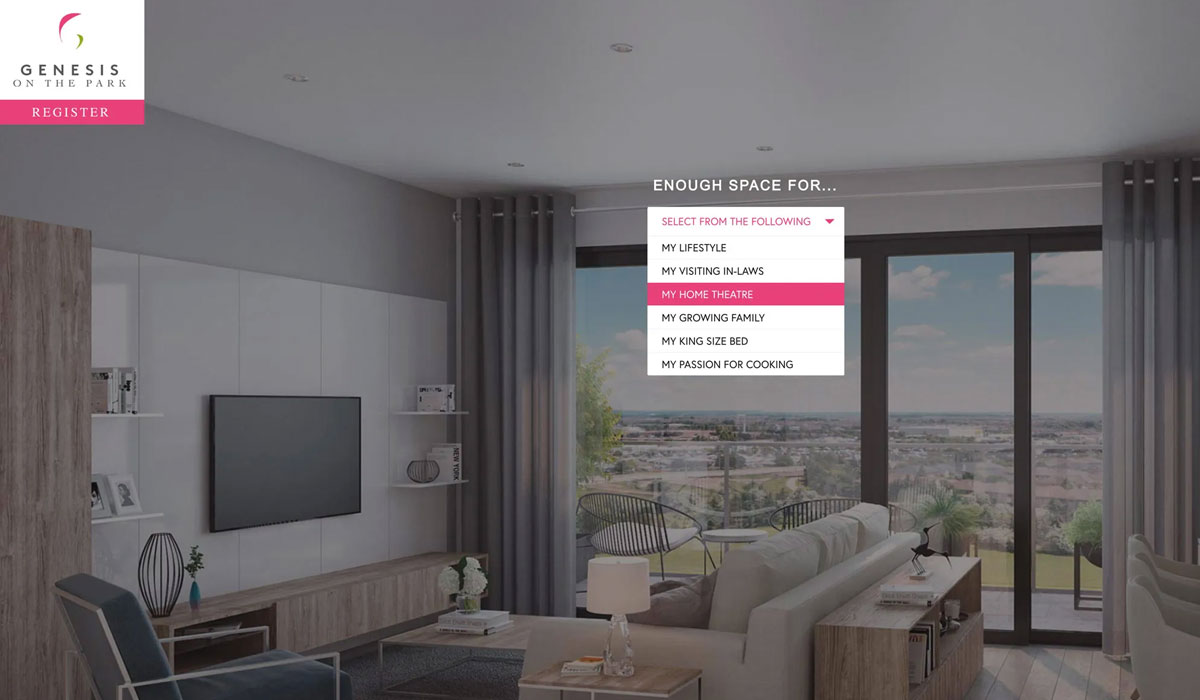 GENESIS
ON THE PARK
REGISTER
ENOUGH SPACE FOR...
SELECT FROM THE FOLLOWING
MY LIFESTYLE
MY VISITING IN-LAWS
MY HOME THEATRE
MY GROWING FAMILY
MY KING SIZE BED
MY PASSION FOR COOKING
NEW YORK